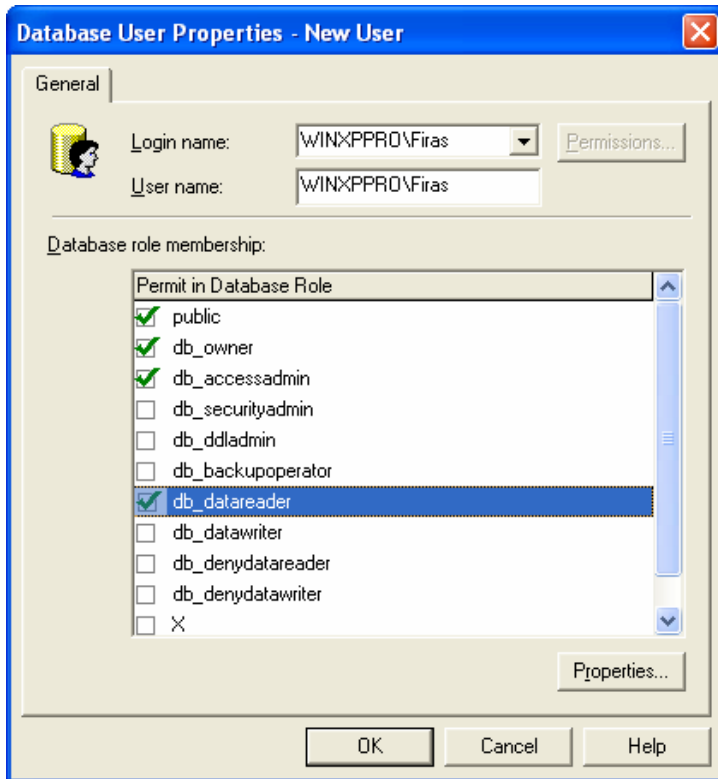 Database User Properties - New User
General
Login name: WINXPPRO\Firas Permissions...
User name: WINXPPRO\Firas
Database role membership:
Permit in Database Role
public
db_owner
db_accessadmin
db_securityadmin
db_ddladmin
db_backupoperator
db_datareader
db_datawriter
db_denydatareader
db_denydatawriter
X
Properties...
OK Cancel Help